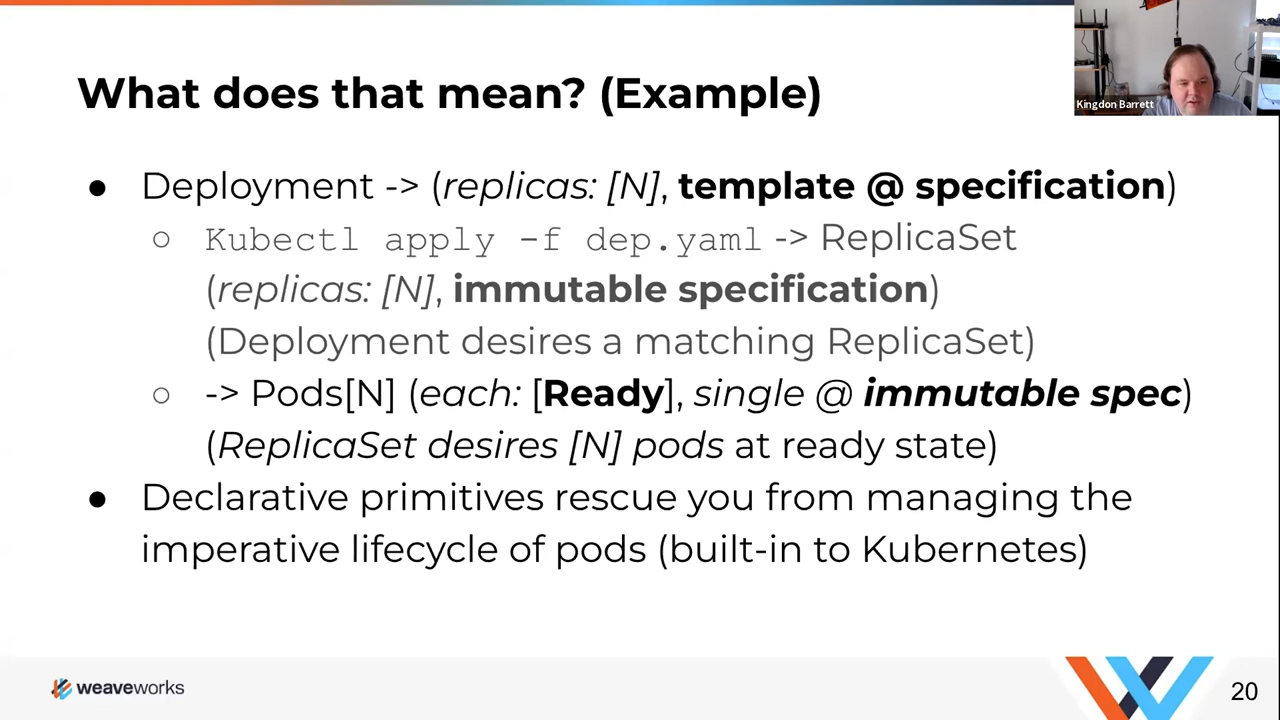 What does that mean? (Example)
Kingdon Barrett
● Deployment -> (replicas: [N], template @ specification)
○ Kubectl apply -f dep.yaml -> ReplicaSet
(replicas: [N], immutable specification)
(Deployment desires a matching ReplicaSet)
○ -> Pods[N] (each: [Ready], single @ immutable spec)
(ReplicaSet desires [N] pods at ready state)
● Declarative primitives rescue you from managing the
imperative lifecycle of pods (built-in to Kubernetes)
weaveworks
20